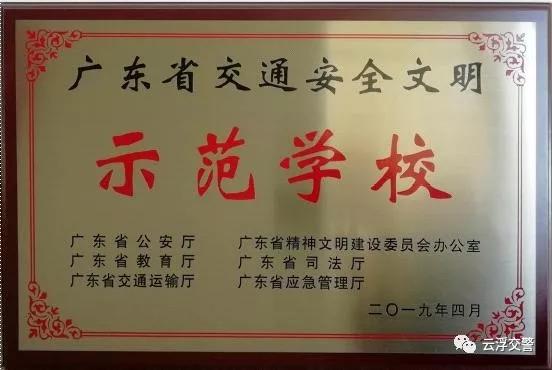 广东省交通安全文明
示范学校
广东省公安厅 广东省精神文明建设委员会办公室
广东省教育厅 广东省司法厅
广东省交通运输厅 广东省应急管理厅
二〇一九年四月
云浮交警